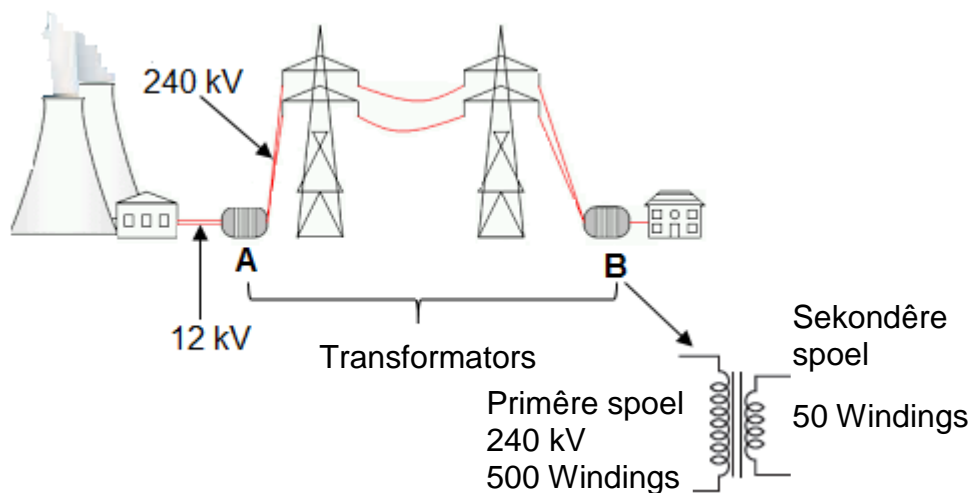 240 kV
A
B
12 kV
Transformators
Sekondêre
spoel
Primêre spoel
240 kV
500 Windings
50 Windings